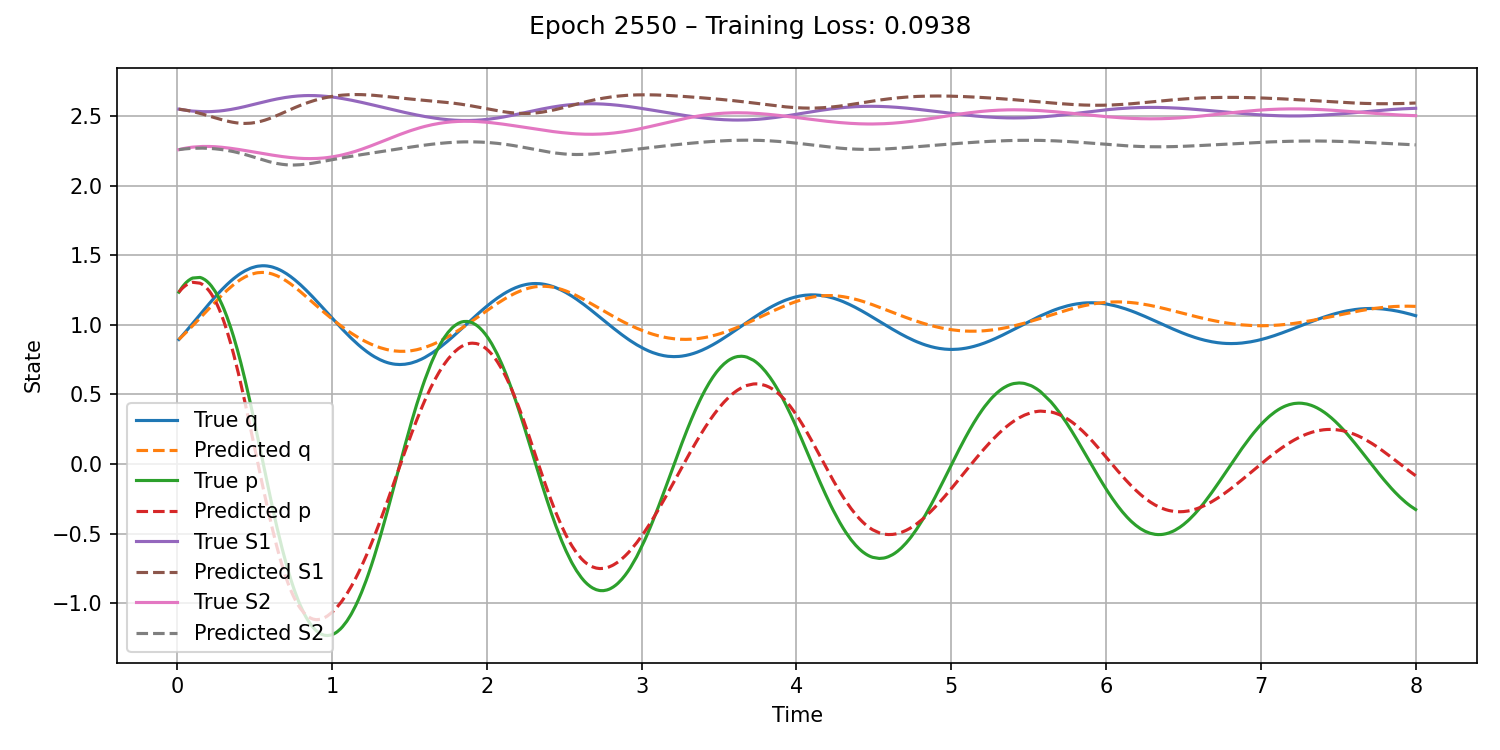 Epoch 2550 – Training Loss: 0.0938
State
2.5
2.0
1.5
1.0
0.5
0.0
−0.5
−1.0
True q
Predicted q
True p
Predicted p
True S1
Predicted S1
True S2
Predicted S2
0 1 2 3 4 5 6 7 8
Time